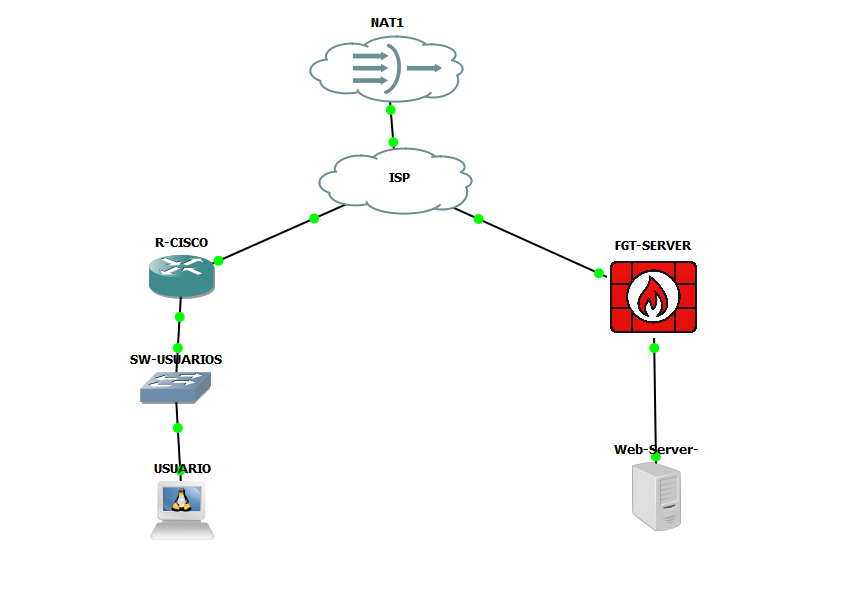 NAT1
ISP
R-CISCO
FGT-SERVER
SW-USUARIOS
Web-Server-
USUARIO